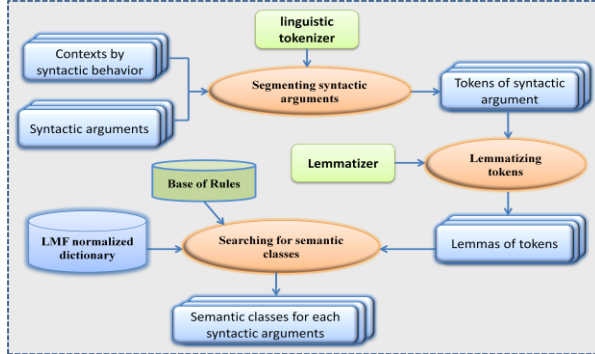 linguistic
tokenizer
Contexts by
syntactic behavior
Segmenting syntactic
arguments
Tokens of syntactic
argument
Syntactic arguments
Lemmatizer
Lemmatizing
tokens
Base of Rules
LMF normalized
dictionary
Searching for semantic
classes
Lemmas of tokens
Semantic classes for each
syntactic arguments